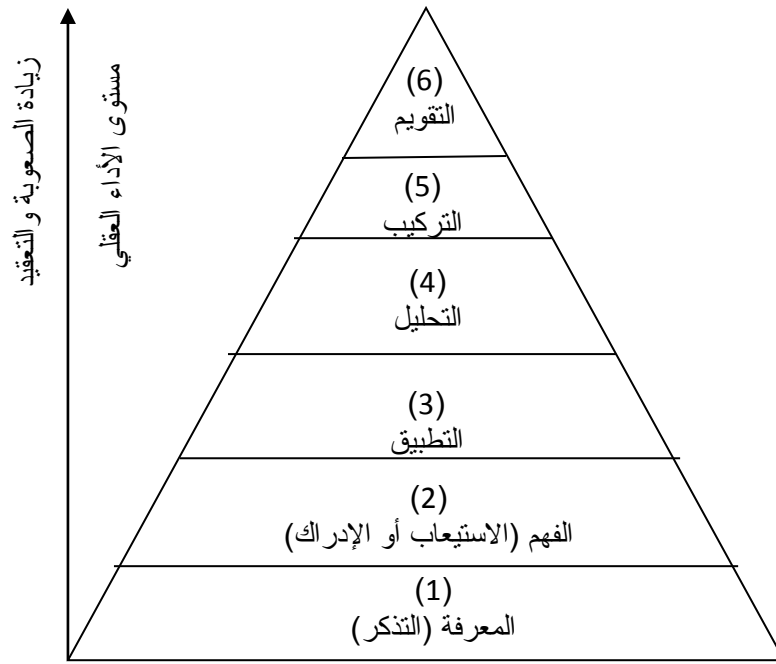 زيادة الصعوبة والتعقيد
مستوى الأداء العقلي
(6)
التقويم
(5)
التركيب
(4)
التحليل
(3)
التطبيق
(2)
الفهم (الاستيعاب أو الإدراك)
(1)
المعرفة (التذكر)